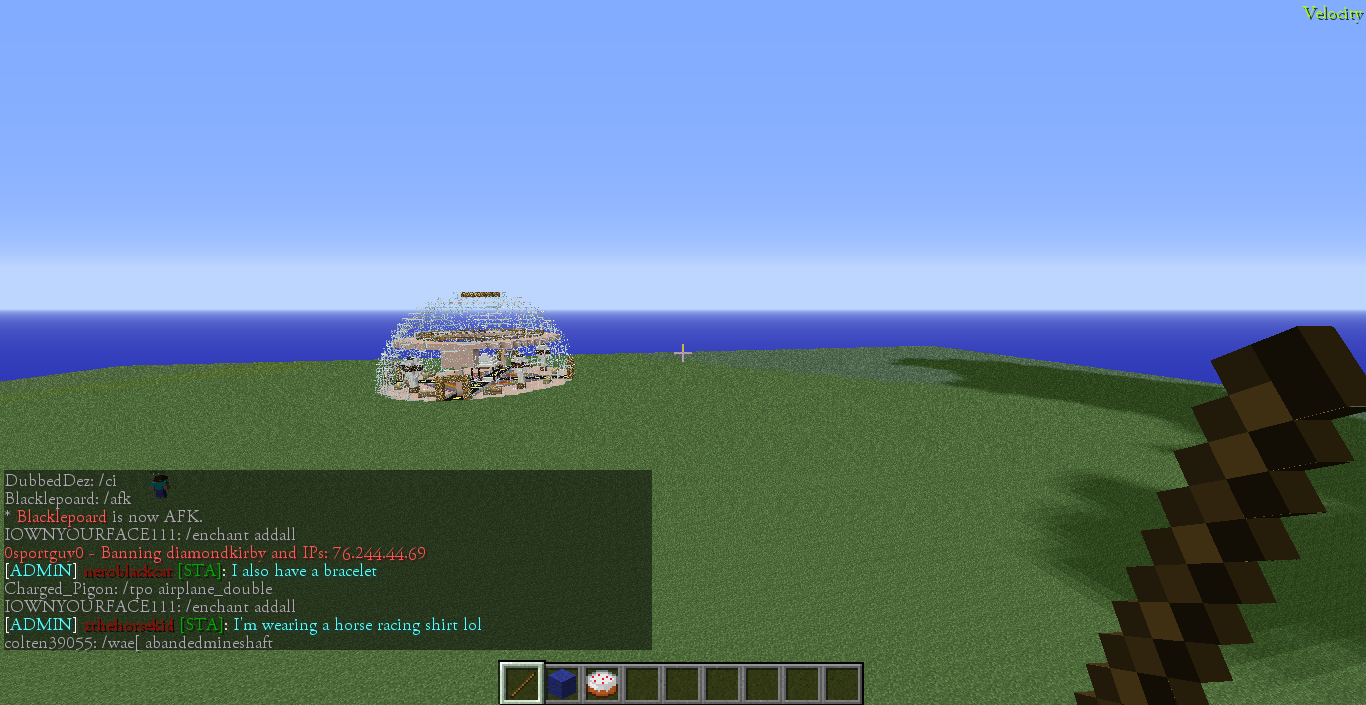 Velocity
DubbedDez: /ci
Blacklepoard: /afk
* Blacklepoard is now AFK.
IOWNYOURFACE111: /enchant addall
0sportguy0 - Banning diamondkirby and IPs: 76.244.44.69
[ADMIN] neroblackout [STA]: I also have a bracelet
Charged_Pigon: /tpo airplane_double
IOWNYOURFACE111: /enchant addall
[ADMIN] zthehorsekid [STA]: I'm wearing a horse racing shirt lol
colten39055: /wae[ abandedmineshaft